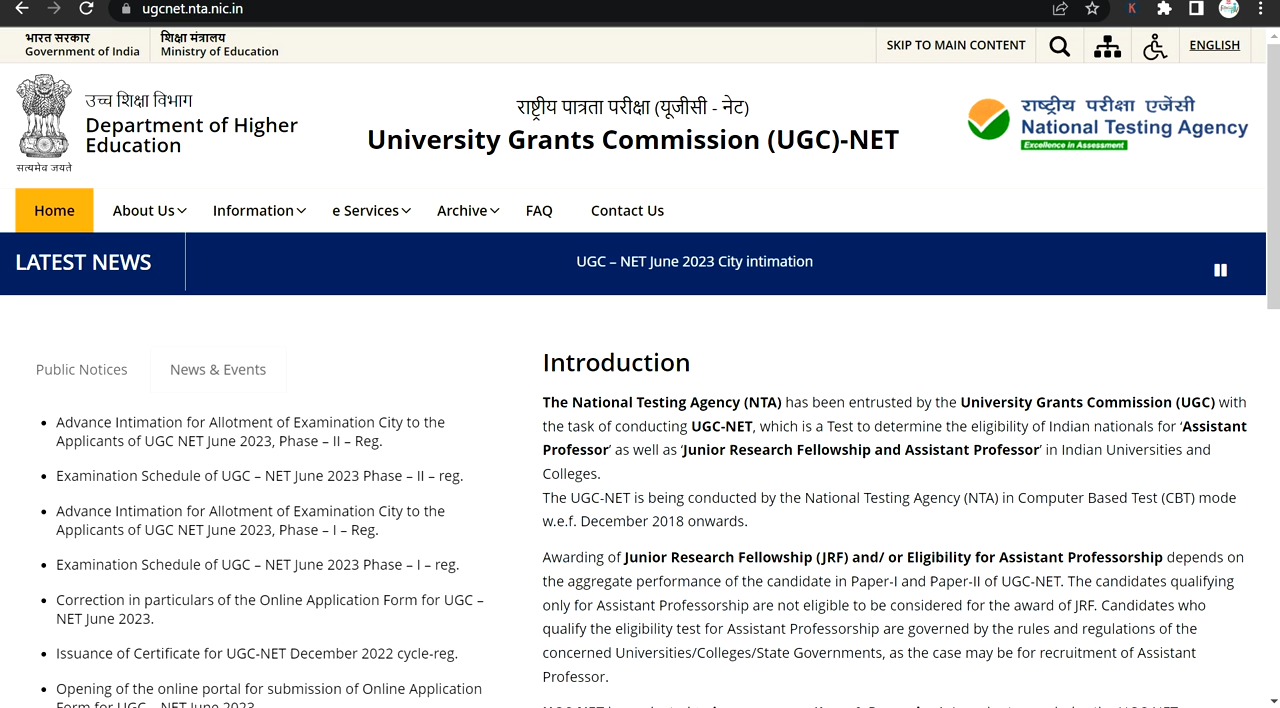 ugcnet.nta.nic.in
भारत सरकार
Government of India
शिक्षा मंत्रालय
Ministry of Education
SKIP TO MAIN CONTENT
ENGLISH
सत्यमेव जयते
उच्च शिक्षा विभाग
Department of Higher
Education
राष्ट्रीय पात्रता परीक्षा (यूजीसी - नेट)
University Grants Commission (UGC)-NET
राष्ट्रीय परीक्षा एजेंसी
National Testing Agency
Excellence in Assessment
Home
About Us
Information
e Services
Archive
FAQ
Contact Us
LATEST NEWS
UGC – NET June 2023 City intimation
Public Notices
News & Events
Advance Intimation for Allotment of Examination City to the
Applicants of UGC NET June 2023, Phase – II – Reg.
Examination Schedule of UGC – NET June 2023 Phase – II – reg.
Advance Intimation for Allotment of Examination City to the
Applicants of UGC NET June 2023, Phase – I – Reg.
Examination Schedule of UGC – NET June 2023 Phase – I – reg.
Correction in particulars of the Online Application Form for UGC –
NET June 2023.
Issuance of Certificate for UGC-NET December 2022 cycle-reg.
Opening of the online portal for submission of Online Application
Form for UGC – NET June 2023
Introduction
The National Testing Agency (NTA) has been entrusted by the University Grants Commission (UGC) with
the task of conducting UGC-NET, which is a Test to determine the eligibility of Indian nationals for ‘Assistant
Professor’ as well as ‘Junior Research Fellowship and Assistant Professor’ in Indian Universities and
Colleges.
The UGC-NET is being conducted by the National Testing Agency (NTA) in Computer Based Test (CBT) mode
w.e.f. December 2018 onwards.
Awarding of Junior Research Fellowship (JRF) and/ or Eligibility for Assistant Professorship depends on
the aggregate performance of the candidate in Paper-I and Paper-II of UGC-NET. The candidates qualifying
only for Assistant Professorship are not eligible to be considered for the award of JRF. Candidates who
qualify the eligibility test for Assistant Professorship are governed by the rules and regulations of the
concerned Universities/Colleges/State Governments, as the case may be for recruitment of Assistant
Professor.